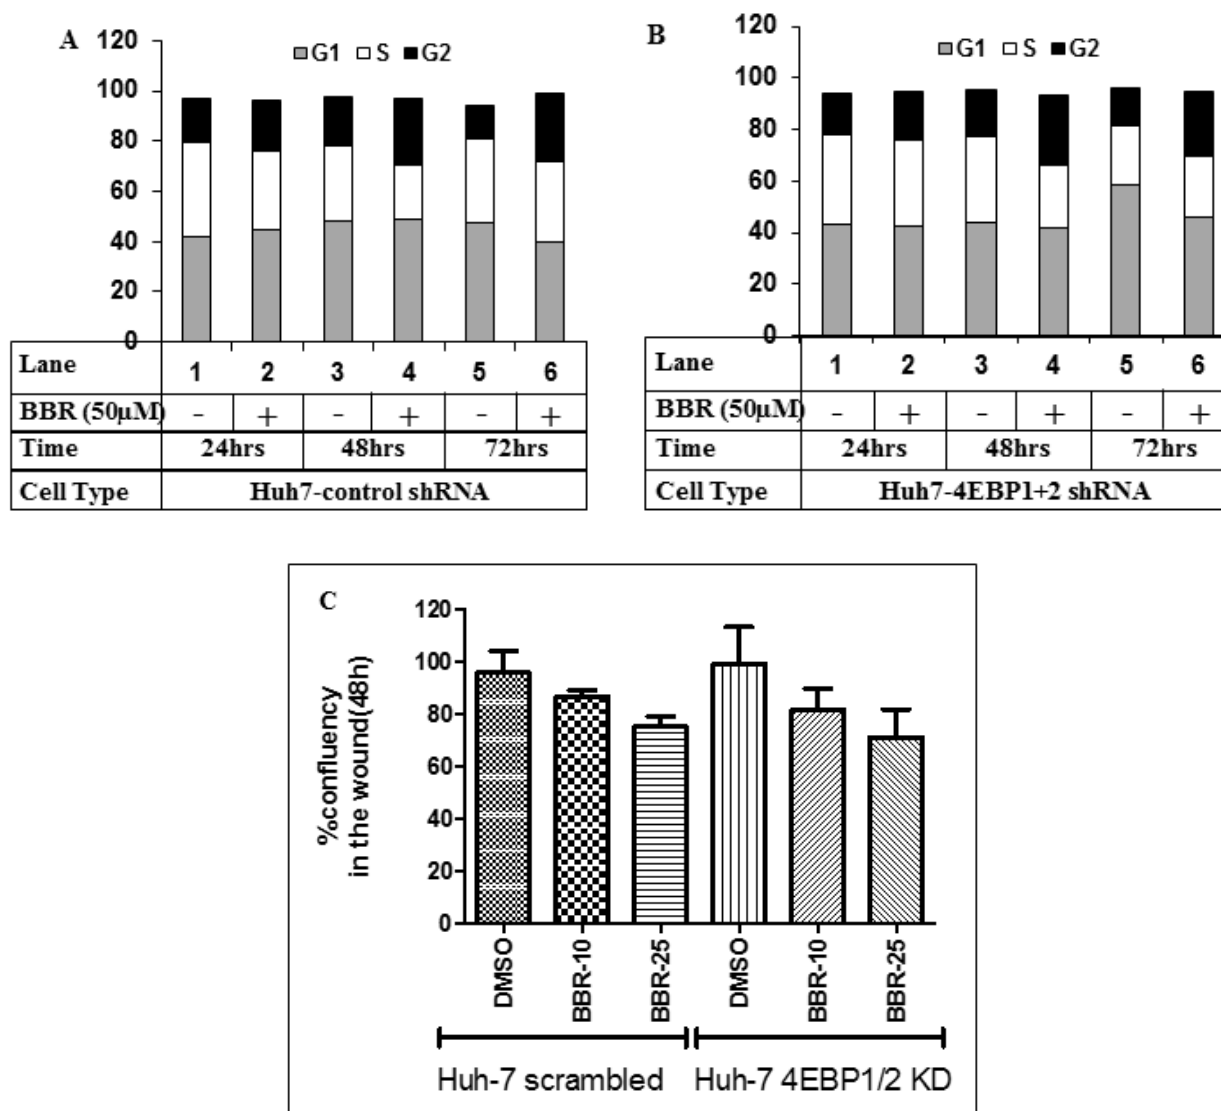 A
120
100
80
60
40
20
0
G1 S G2
Lane 1 2 3 4 5 6
BBR (50µM) - + - + - +
Time 24hrs 48hrs 72hrs
Cell Type Huh7-control shRNA
B
120
100
80
60
40
20
0
G1 S G2
Lane 1 2 3 4 5 6
BBR (50µM) - + - + - +
Time 24hrs 48hrs 72hrs
Cell Type Huh7-4EBP1+2 shRNA
C
%confluency
in the wound(48h)
120
100
80
60
40
20
0
DMSO
BBR-10
BBR-25
DMSO
BBR-10
BBR-25
Huh-7 scrambled Huh-7 4EBP1/2 KD